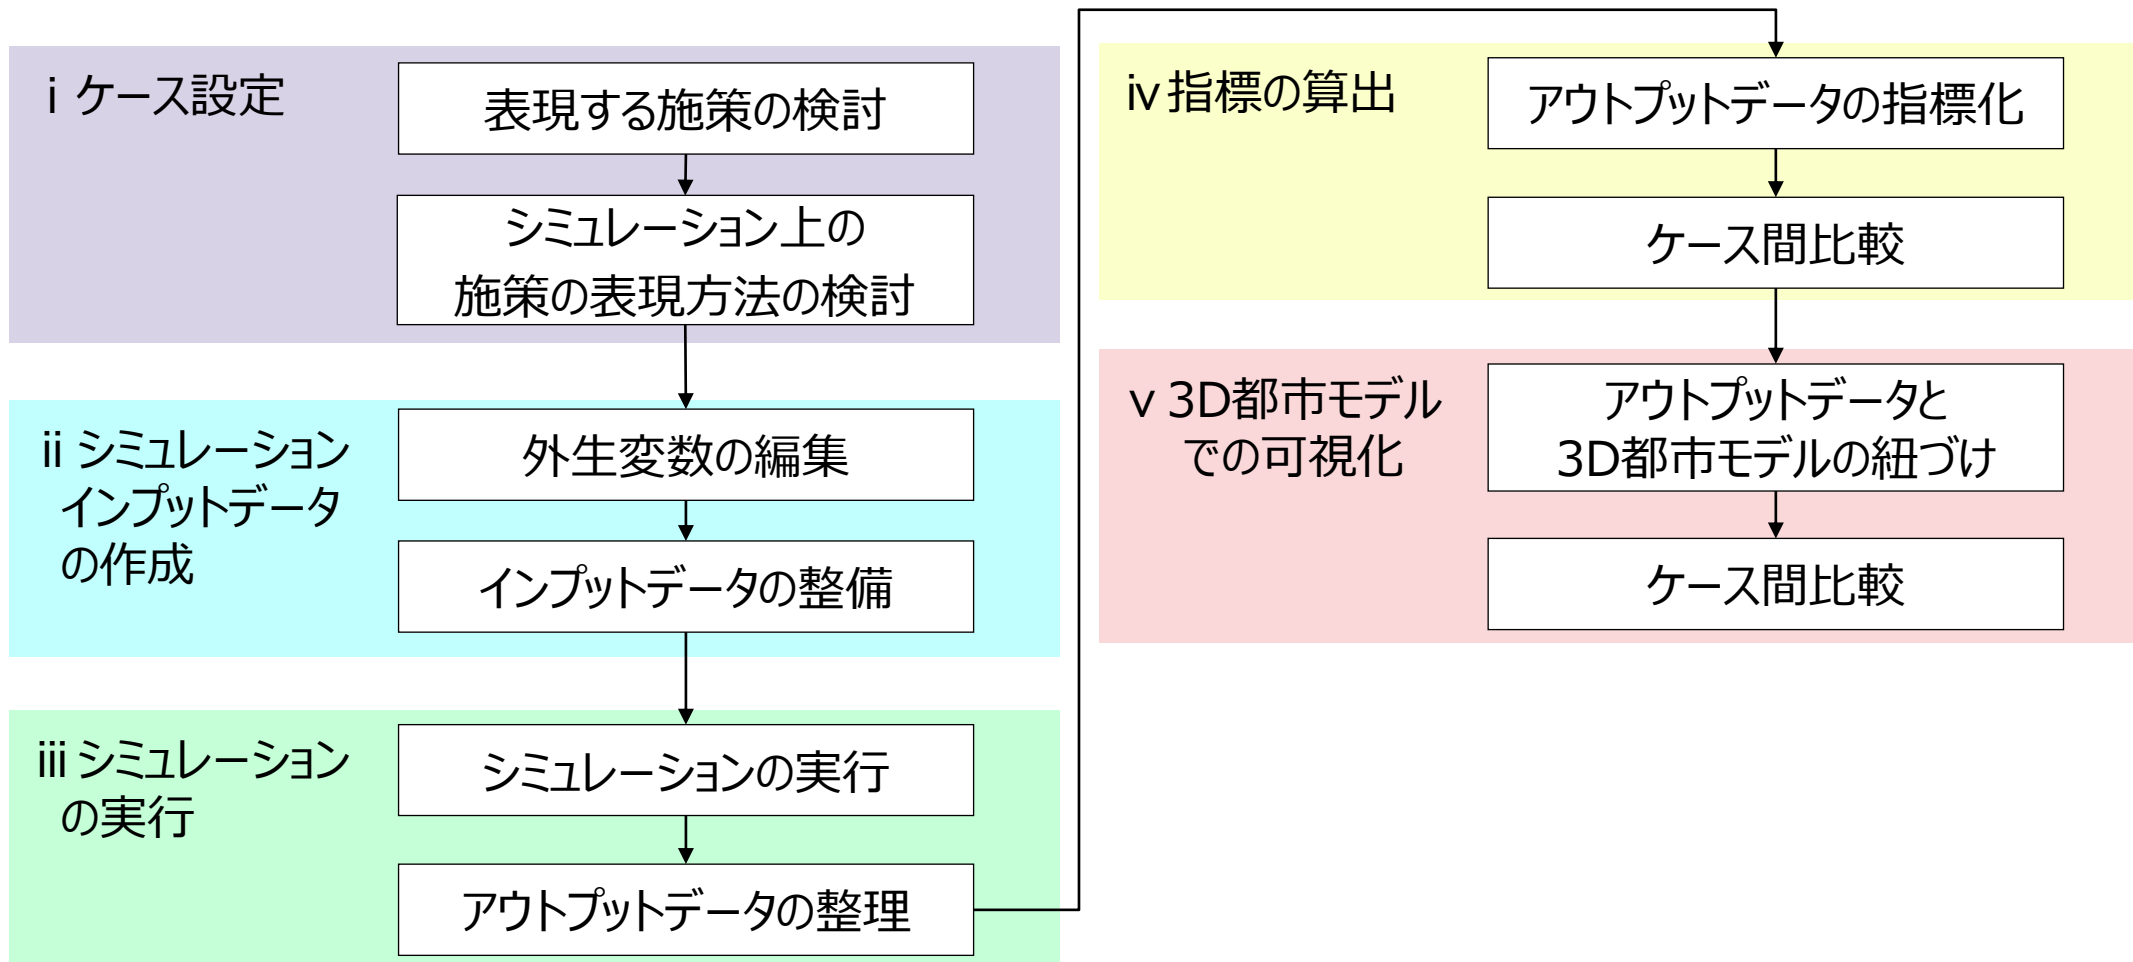 ⅰ ケース設定
表現する施策の検討
シミュレーション上の
施策の表現方法の検討
ⅱ シミュレーション
インプットデータ
の作成
外生変数の編集
インプットデータの整備
ⅲ シミュレーション
の実行
シミュレーションの実行
アウトプットデータの整理
ⅳ 指標の算出
アウトプットデータの指標化
ケース間比較
ⅴ 3D都市モデル
での可視化
アウトプットデータと
3D都市モデルの紐づけ
ケース間比較